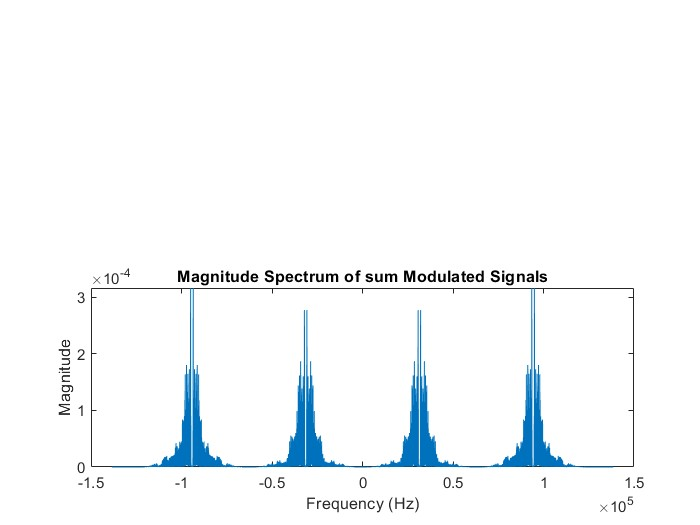 ×10-4
Magnitude Spectrum of sum Modulated Signals
3
2
1
0
Magnitude
-1.5 -1 -0.5 0 0.5 1 1.5
Frequency (Hz)
×105